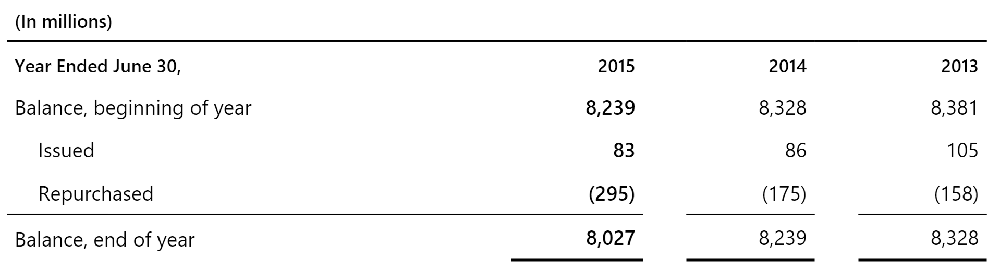 (In millions)
Year Ended June 30, 2015 2014 2013
Balance, beginning of year 8,239 8,328 8,381
Issued 83 86 105
Repurchased (295) (175) (158)
Balance, end of year 8,027 8,239 8,328